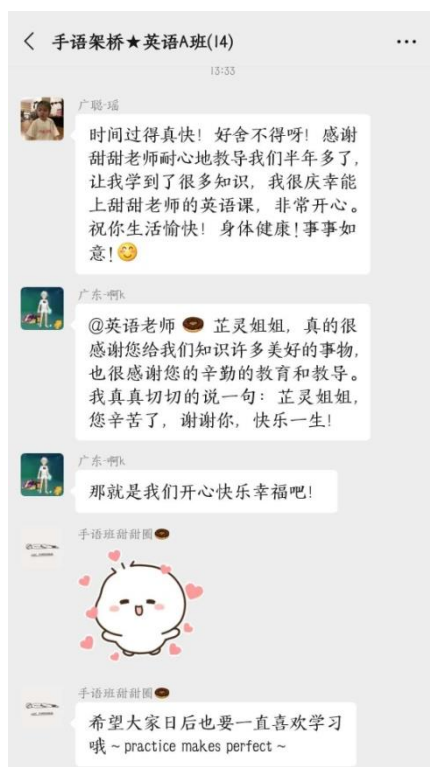 手语架桥★英语A班(14)
13:33
广聪-瑶
时间过得真快！好舍不得呀！感谢
甜甜老师耐心地教导我们半年多了，
让我学到了很多知识，我很庆幸能
上甜甜老师的英语课，非常开心。
祝你生活愉快！身体健康！事事如
意！
广东-啊k
@英语老师🍩 芷灵姐姐，真的很
感谢您给我们知识许多美好的事物，
也很感谢您的辛勤的教育和教导。
我真真切切的说一句：芷灵姐姐，
您辛苦了，谢谢你，快乐一生！
广东-啊k
那就是我们开心快乐幸福吧！
手语班甜甜圈🍩
手语班甜甜圈🍩
希望大家日后也要一直喜欢学习
哦～practice makes perfect～